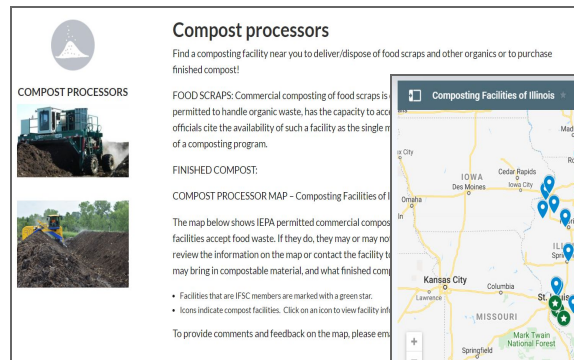 Compost processors
Find a composting facility near you to deliver/dispose of food scraps and other organics or to purchase
finished compost!
COMPOST PROCESSORS
FOOD SCRAPS: Commercial composting of food scraps is
permitted to handle organic waste, has the capacity to
officials cite the availability of such a facility as the single
of a composting program.
FINISHED COMPOST:
COMPOST PROCESSOR MAP – Composting Facilities of
The map below shows IEPA permitted commercial
facilities accept food waste. If they do, they may or may
review the information on the map or contact the facility
may bring in compostable material, and what finished
• Facilities that are IFSC members are marked with a green star.
• Icons indicate compost facilities. Click on an icon to view facility
To provide comments and feedback on the map, please
Composting Facilities of Illinois
City
IOWA
Cedar Rapids
Des Moines
Iowa City
Omaha
Kansas City
Lawrence
Columbia
MISSOURI
Mark Twain
National Forest
Springfield
+